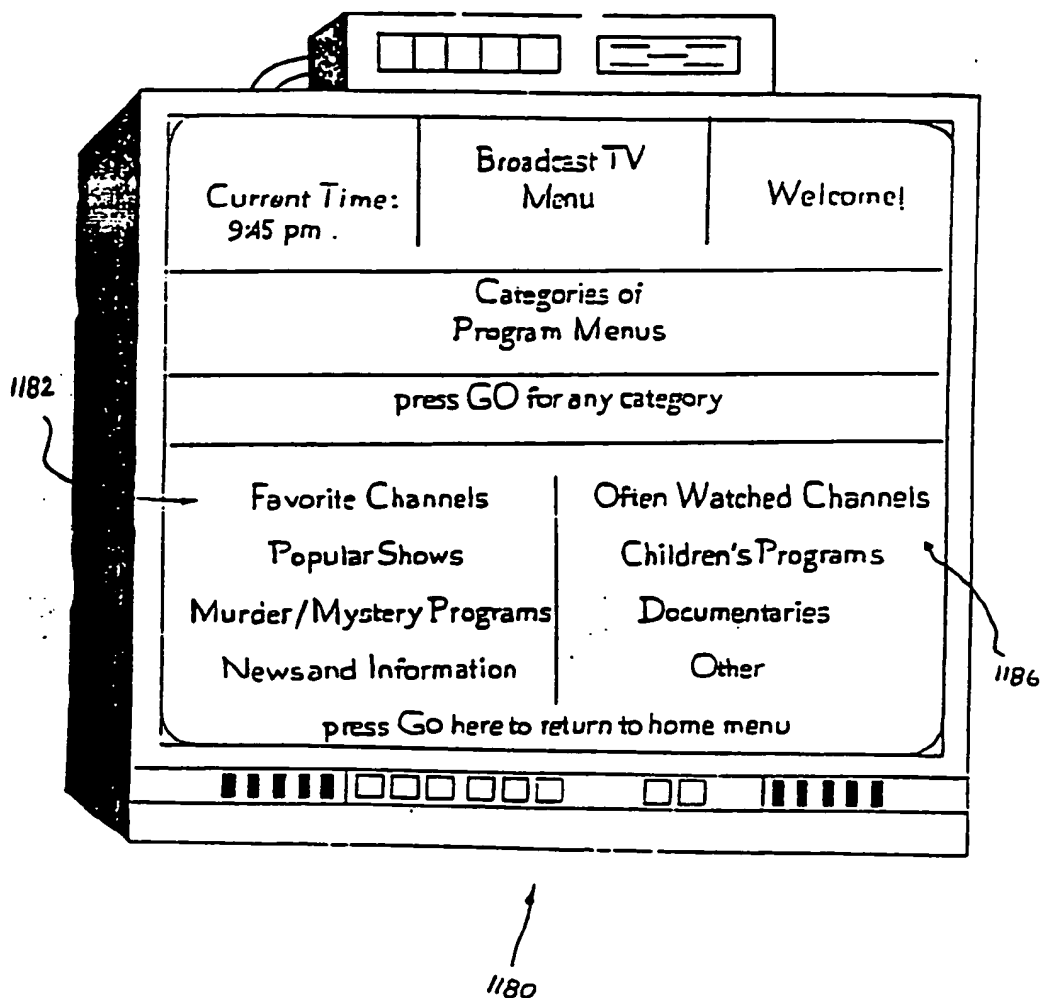 Broadcast TV
Menu
Current Time:
9:45 pm .
Welcome!
Categories of
Program Menus
press GO for any category
1182
Favorite Channels
Often Watched Channels
Popular Shows
Children's Programs
Murder/Mystery Programs
Documentaries
News and Information
Other
1186
press Go here to return to home menu
1180